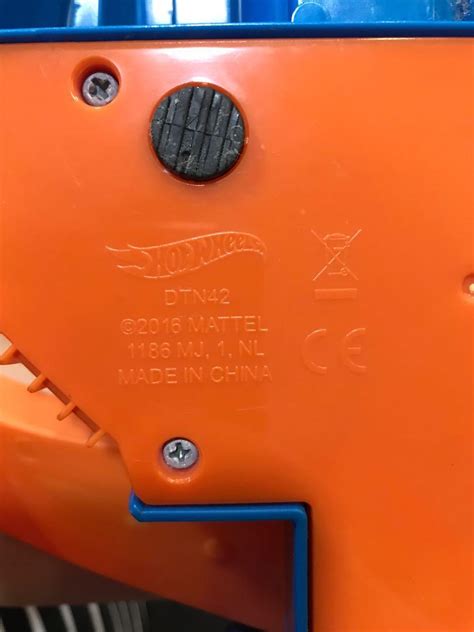 HOT WHEELS
DTN42
©2016 MATTEL
1186 MJ, 1, NL
MADE IN CHINA
CE